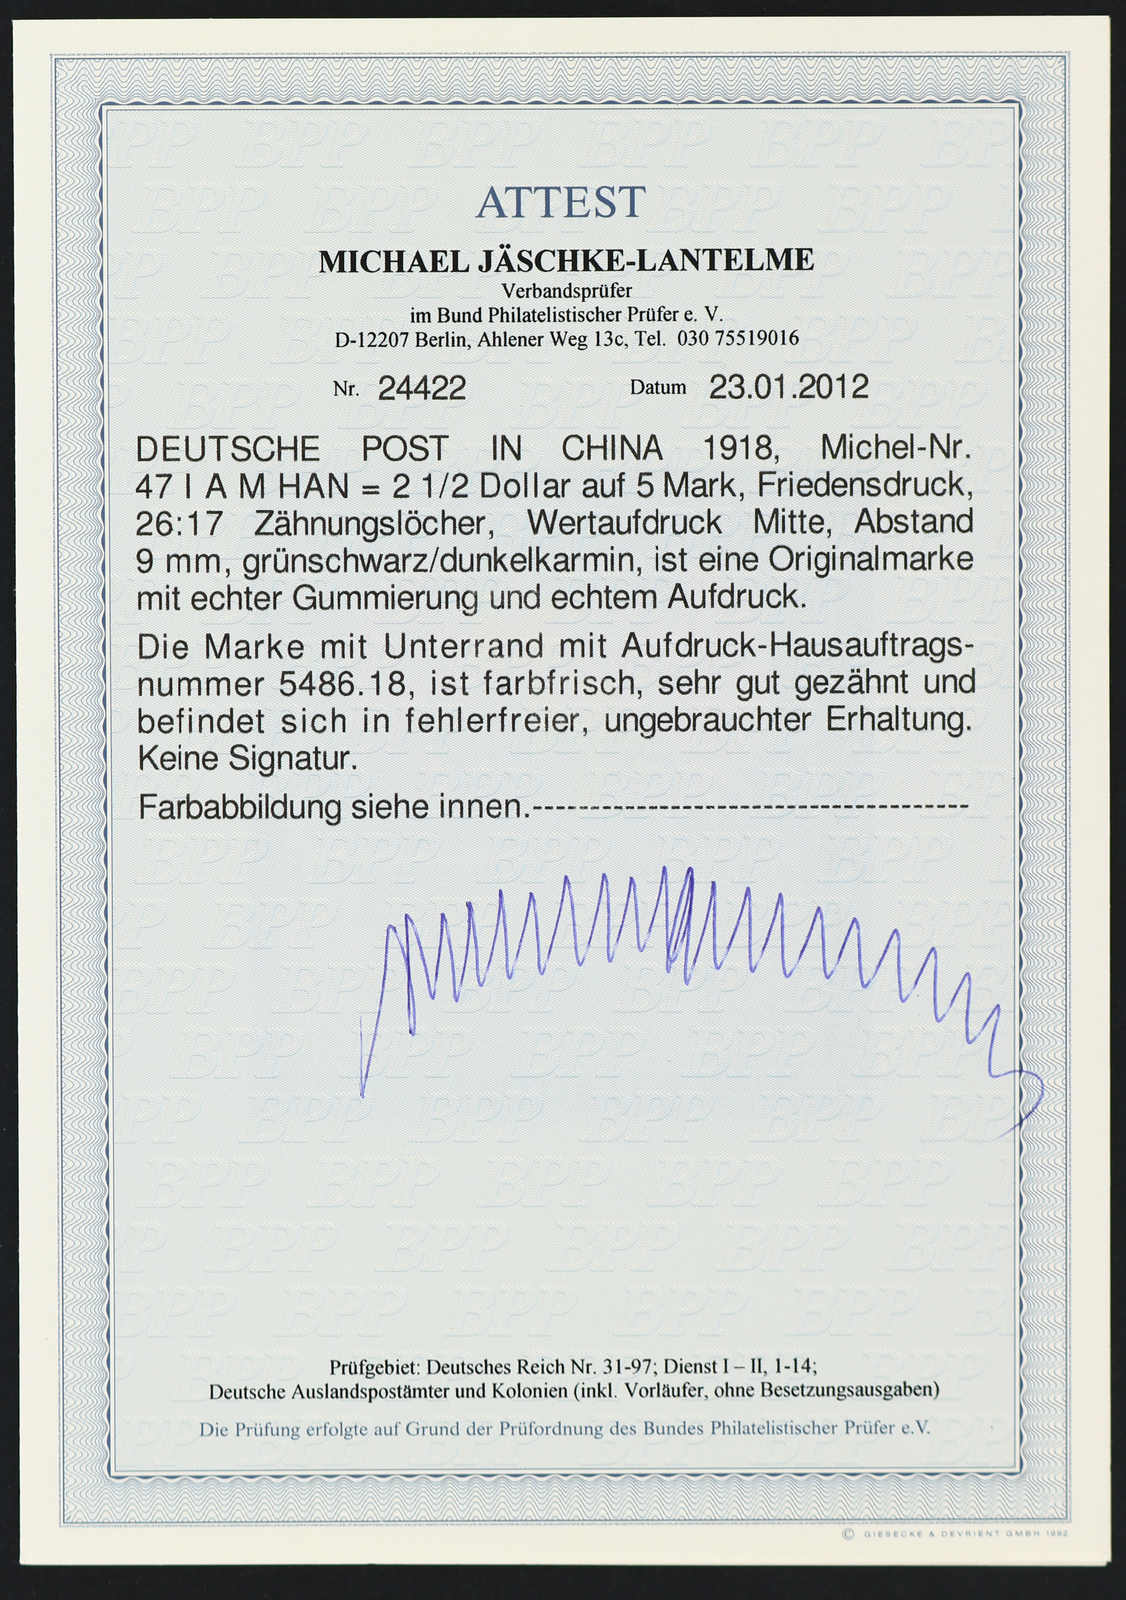 ATTEST
MICHAEL JÄSCHKE-LANTELME
Verbandsprüfer
im Bund Philatelistischer Prüfer e. V.
D-12207 Berlin, Ahlener Weg 13c, Tel. 030 75519016
Nr. 24422 Datum 23.01.2012
DEUTSCHE POST IN CHINA 1918, Michel-Nr.
47 I A M HAN = 2 1/2 Dollar auf 5 Mark, Friedensdruck,
26:17 Zähnungslöcher, Wertaufdruck Mitte, Abstand
9 mm, grünschwarz/dunkelkarmin, ist eine Originalmarke
mit echter Gummierung und echtem Aufdruck.
Die Marke mit Unterrand mit Aufdruck-Hausauftrags-
nummer 5486.18, ist farbfrisch, sehr gut gezähnt und
befindet sich in fehlerfreier, ungebrauchter Erhaltung.
Keine Signatur.
Farbabbildung siehe innen.--------------------------------------
Prüfgebiet: Deutsches Reich Nr. 31-97; Dienst I – II, 1-14;
Deutsche Auslandspostämter und Kolonien (inkl. Vorläufer, ohne Besetzungsausgaben)
Die Prüfung erfolgte auf Grund der Prüfordnung des Bundes Philatelistischer Prüfer e.V.
© GIESECKE & DEVRIENT GMBH 1992